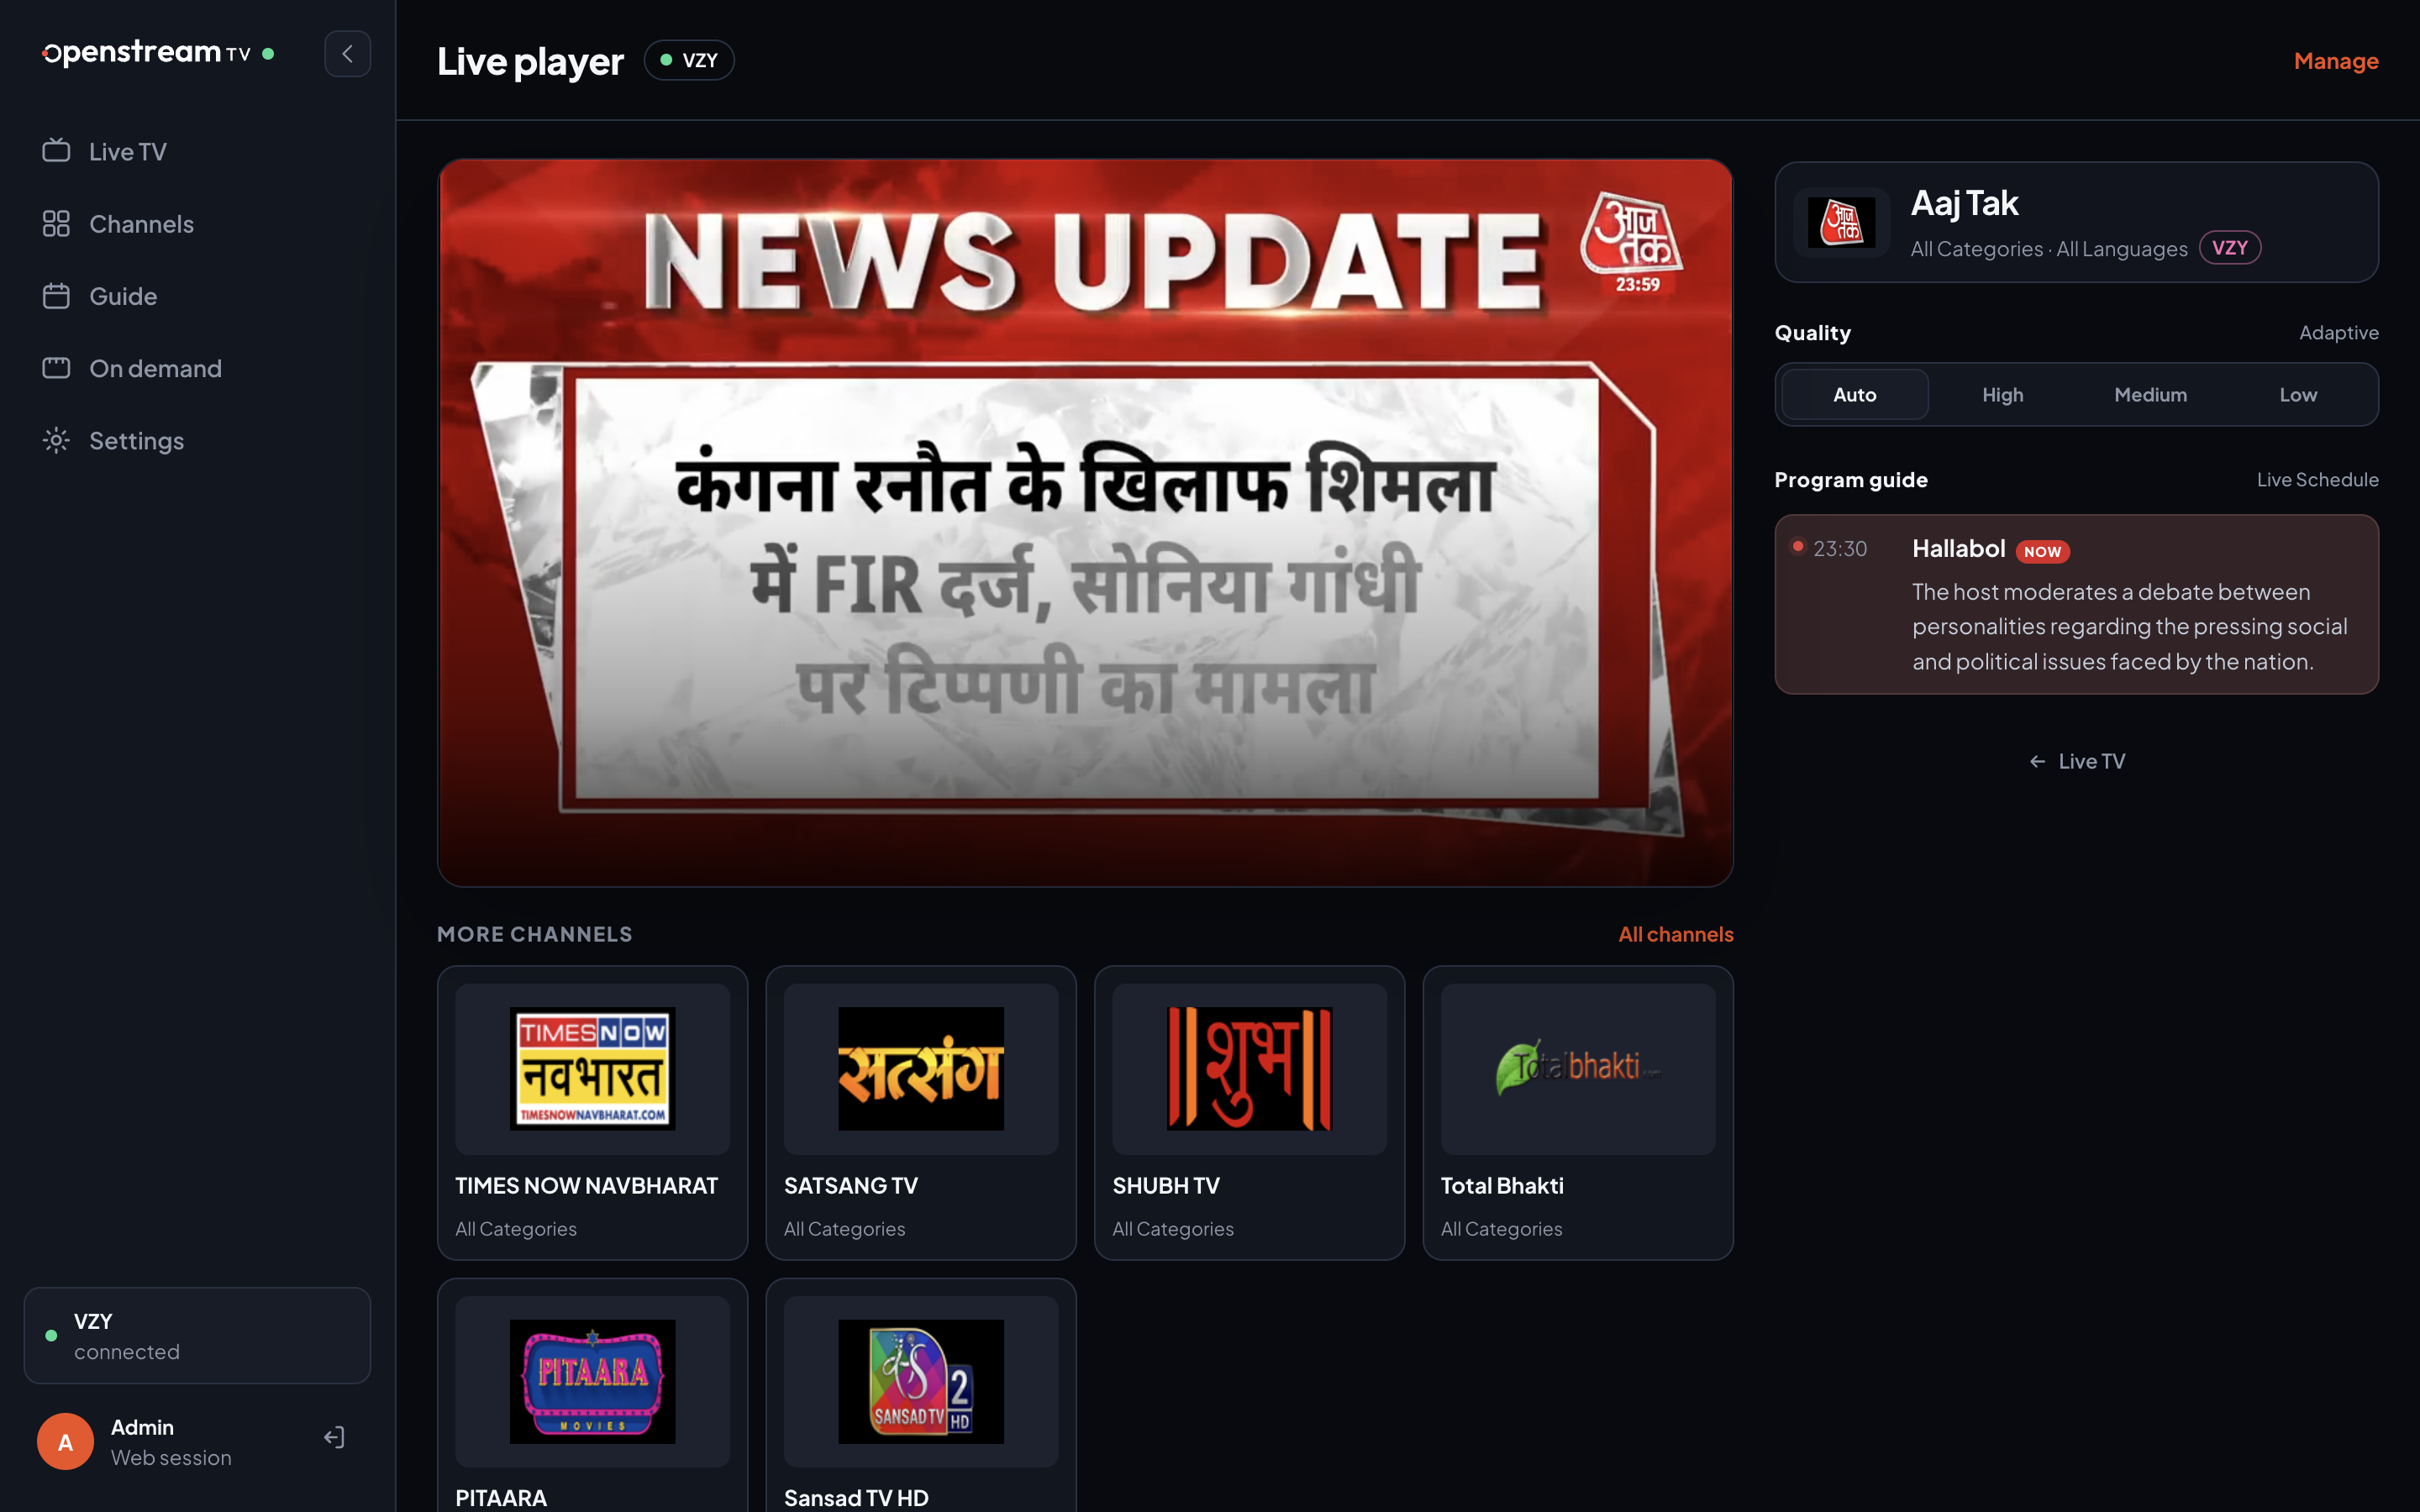 openstream TV
Live TV
Channels
Guide
On demand
Settings
VZY
connected
A
Admin
Web session
Live player
VZY
Manage
NEWS UPDATE
आज
तक
23:59
कंगना रनौत के खिलाफ शिमला
में FIR दर्ज, सोनिया गांधी
पर टिप्पणी का मामला
MORE CHANNELS
All channels
TIMES NOW
नवभारत
TIMESNOWNAVBHARAT.COM
TIMES NOW NAVBHARAT
All Categories
सत्संग
SATSANG TV
All Categories
शुभ
SHUBH TV
All Categories
Totalbhakti
Total Bhakti
All Categories
PITAARA
MOVIES
PITAARA
SANSAD TV
2
HD
Sansad TV HD
आज
तक
Aaj Tak
All Categories · All Languages VZY
Quality
Adaptive
Auto
High
Medium
Low
Program guide
Live Schedule
23:30
Hallabol NOW
The host moderates a debate between
personalities regarding the pressing social
and political issues faced by the nation.
← Live TV